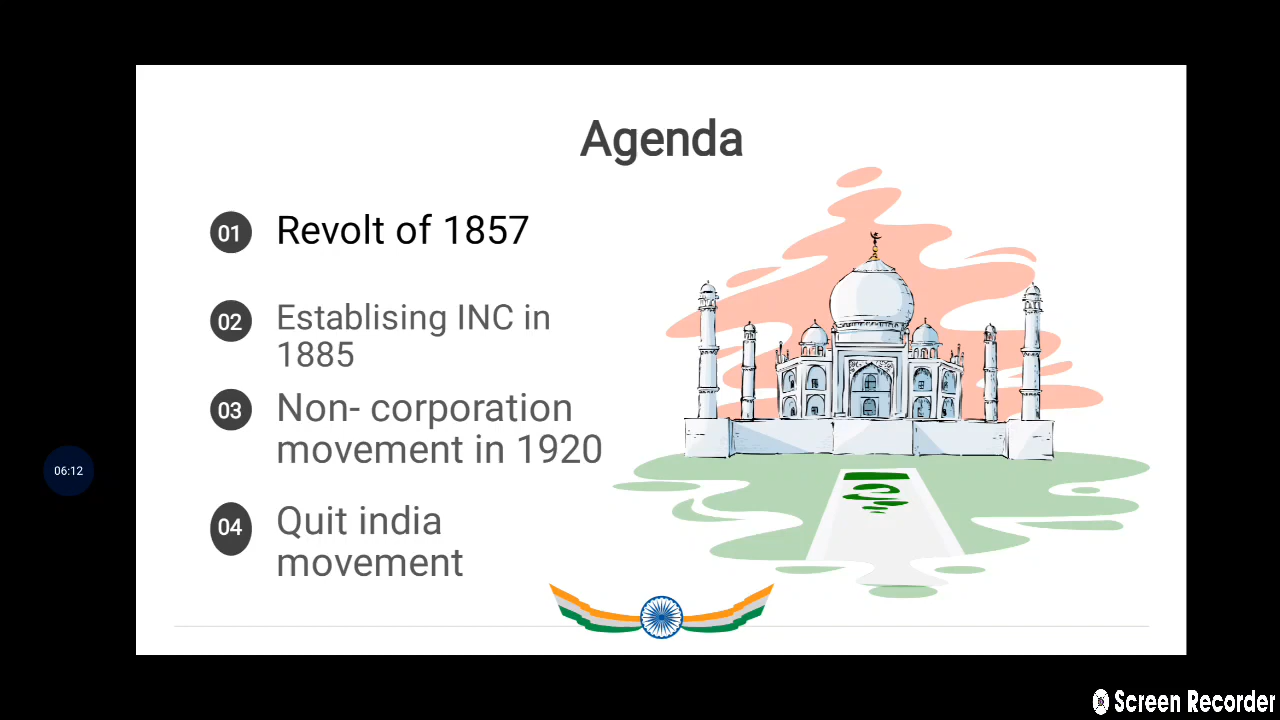 Agenda
01 Revolt of 1857
02 Establising INC in
1885
03 Non- corporation
movement in 1920
04 Quit india
movement
06:12
Screen Recorder